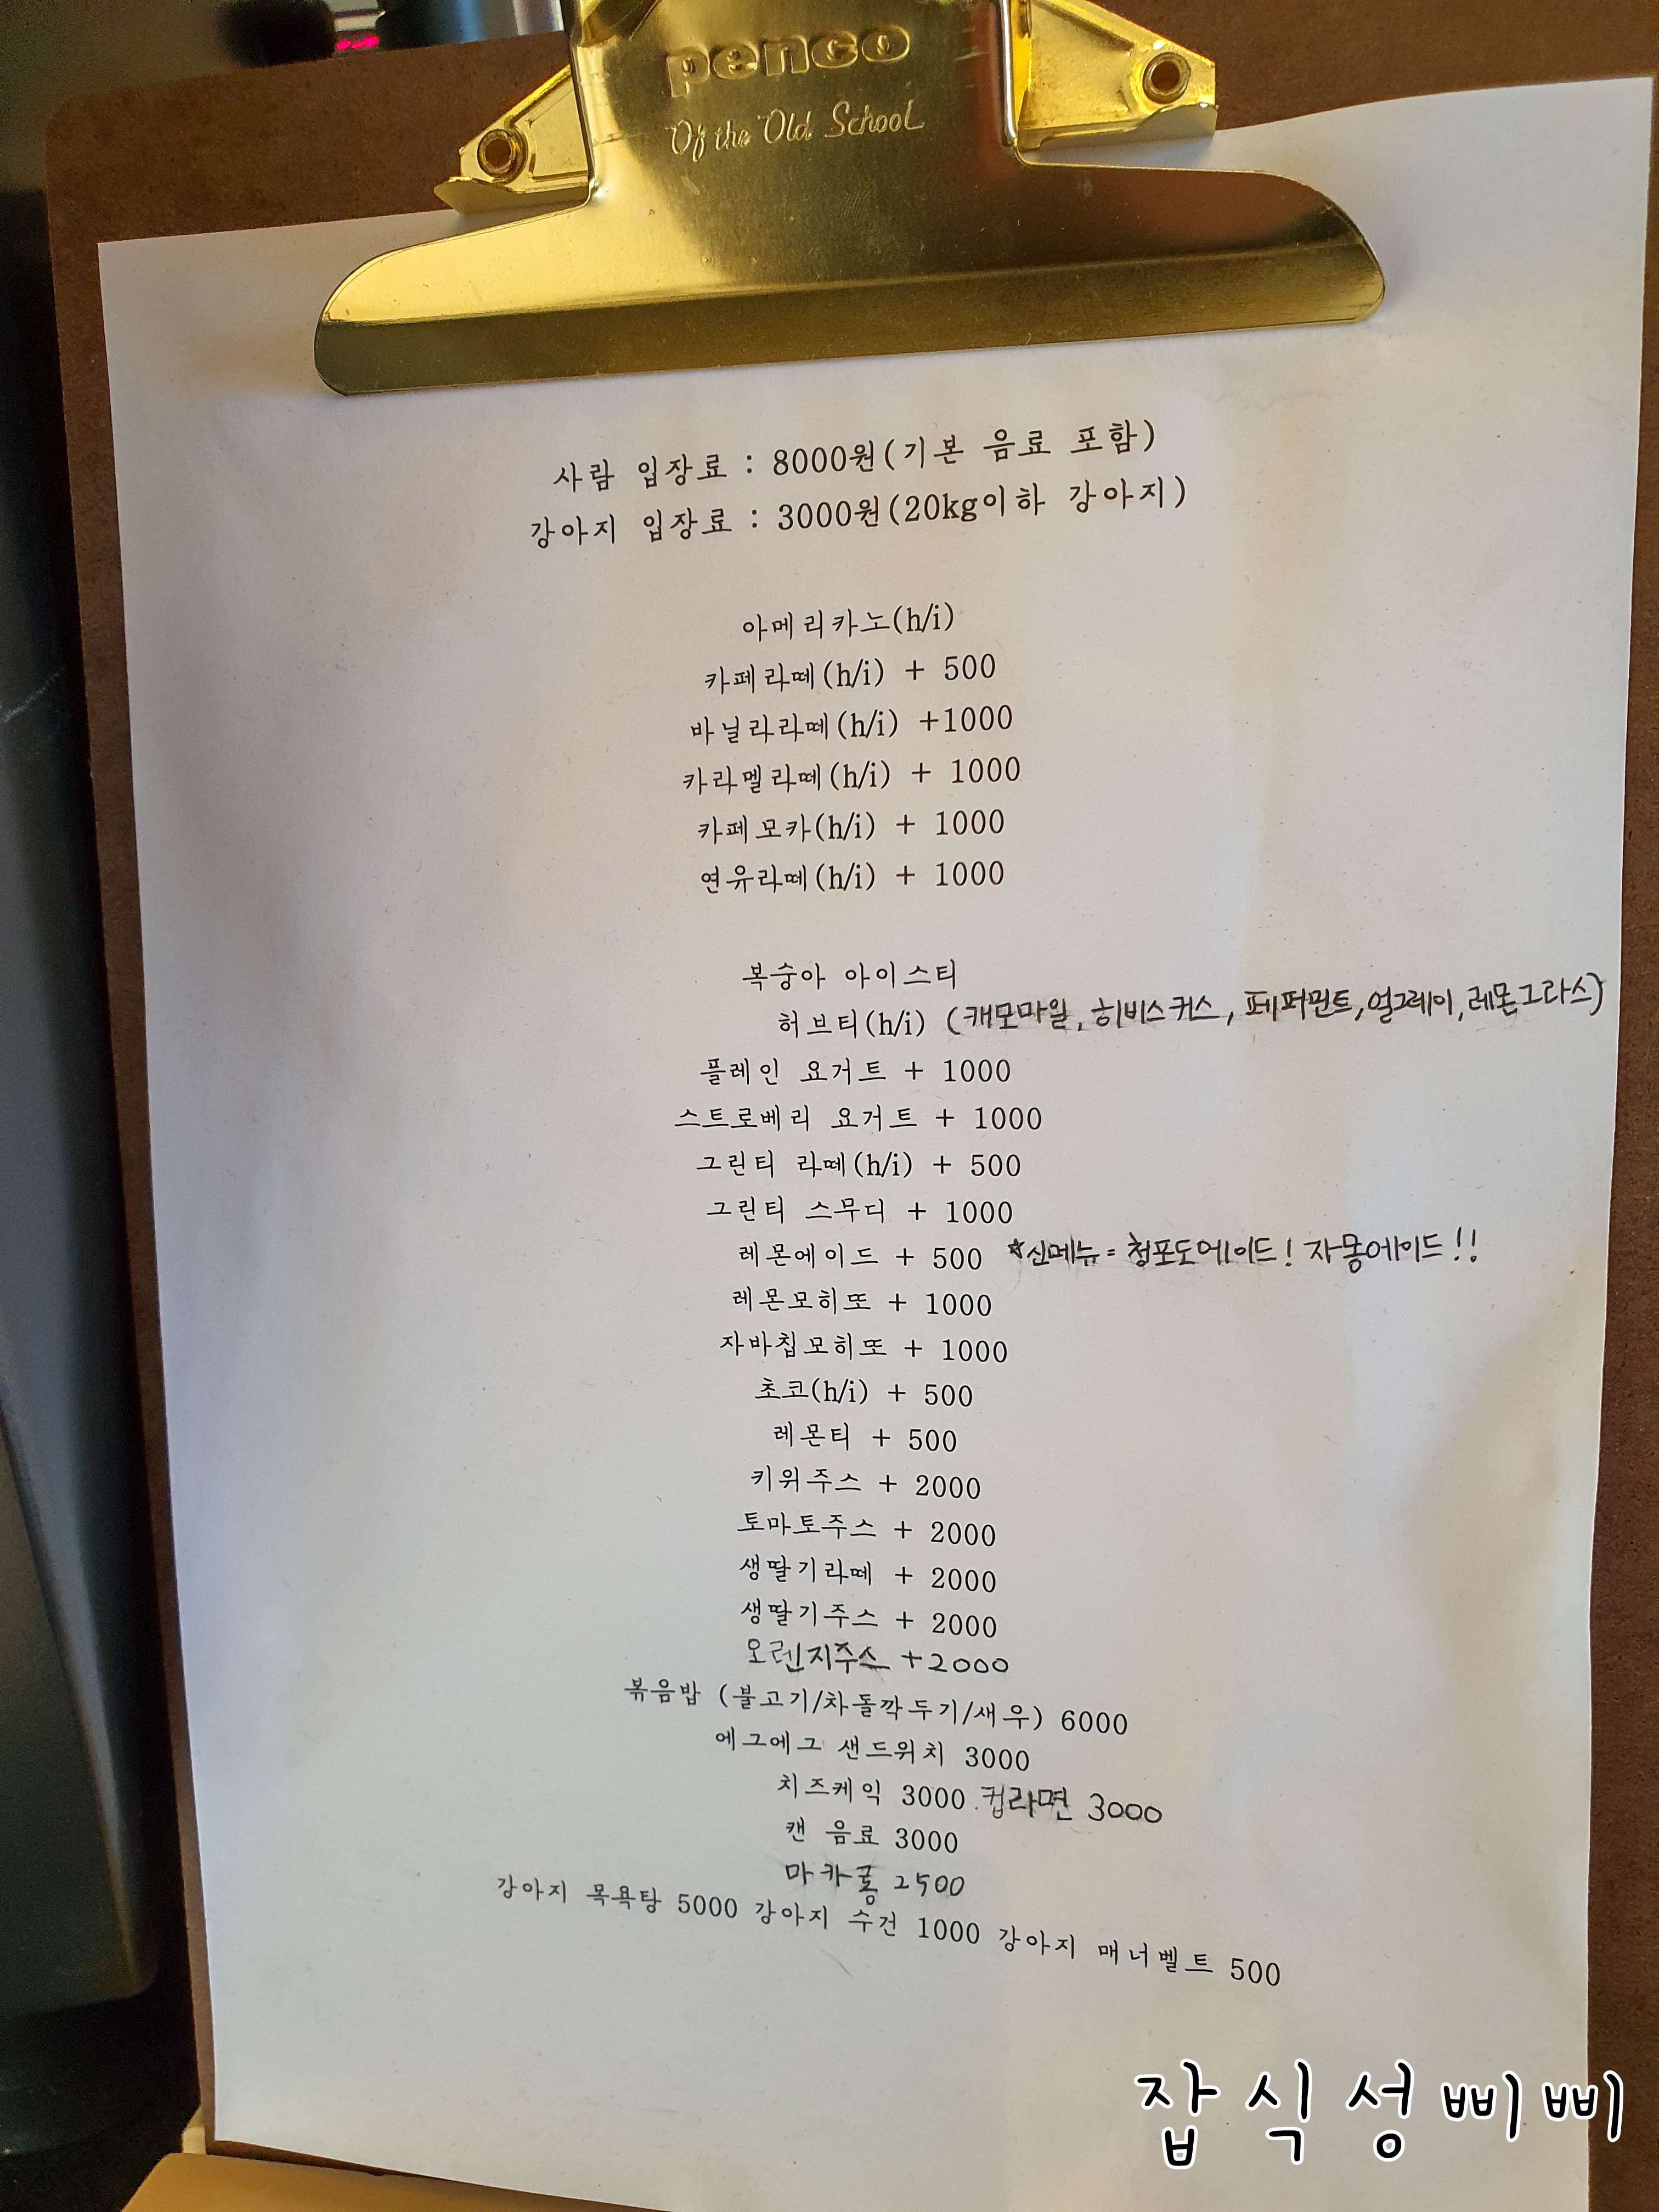 penco
Of the Old School
사람 입장료 : 8000원(기본 음료 포함)
강아지 입장료 : 3000원(20kg이하 강아지)
아메리카노(h/i)
카페라떼(h/i) + 500
바닐라라떼(h/i) +1000
카라멜라떼(h/i) + 1000
카페모카(h/i) + 1000
연유라떼(h/i) + 1000
복숭아 아이스티
허브티(h/i) (캐모마일, 히비스커스, 페퍼민트, 얼그레이, 레몬그라스)
플레인 요거트 + 1000
스트로베리 요거트 + 1000
그린티 라떼(h/i) + 500
그린티 스무디 + 1000
레몬에이드 + 500 *신메뉴= 청포도에이드! 자몽에이드!!
레몬모히또 + 1000
자바칩모히또 + 1000
초코(h/i) + 500
레몬티 + 500
키위주스 + 2000
토마토주스 + 2000
생딸기라떼 + 2000
생딸기주스 + 2000
오렌지주스 +2000
볶음밥 (불고기/차돌깍두기/새우) 6000
에그에그 샌드위치 3000
치즈케익 3000 컵라면 3000
캔 음료 3000
마카롱 2500
강아지 목욕탕 5000 강아지 수건 1000 강아지 매너벨트 500
잡식성삐삐